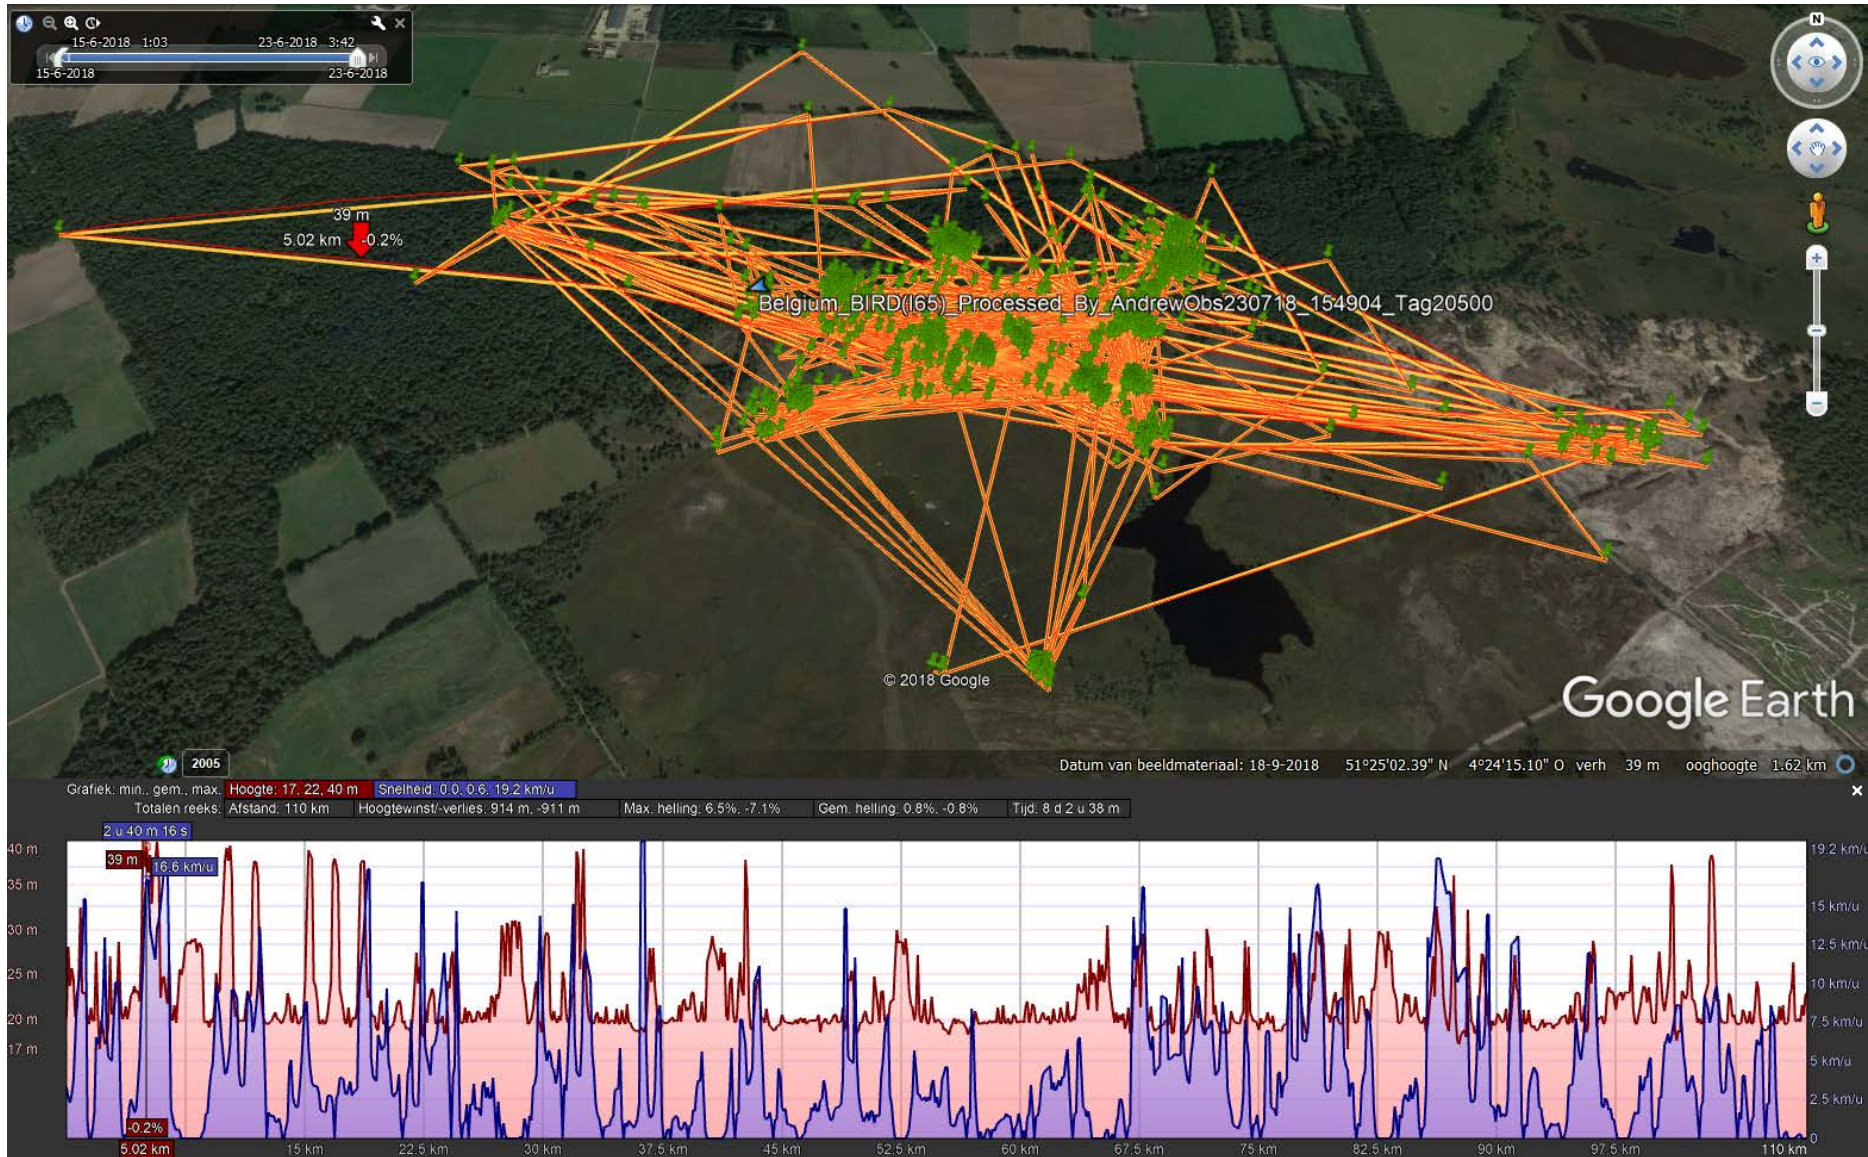 N
15-6-2018 1:03 23-6-2018 3:42
15-6-2018 23-6-2018
39 m
5.02 km -0.2%
Belgium_BIRD(I65)_Processed_By_AndrewObs230718_154904_Tag20500
© 2018 Google
Google Earth
2005
Datum van beeldmateriaal: 18-9-2018 51°25'02.39" N 4°24'15.10" O verh 39 m ooghoogte 1.62 km
Grafiek: min., gem., max. Hoogte: 17, 22, 40 m Snelheid: 0.0, 0.6, 19.2 km/u
Totalen reeks: Afstand: 110 km Hoogtewinst/-verlies: 914 m, -911 m Max. helling: 6.5%, -7.1% Gem. helling: 0.8%, -0.8% Tijd: 8 d 2 u 38 m
2 u 40 m 16 s
40 m 19.2 km/u
39 m 16.6 km/u
35 m
15 km/u
30 m
12.5 km/u
25 m
10 km/u
20 m 7.5 km/u
17 m
5 km/u
2.5 km/u
-0.2% 0
5.02 km 15 km 22.5 km 30 km 37.5 km 45 km 52.5 km 60 km 67.5 km 75 km 82.5 km 90 km 97.5 km 110 km